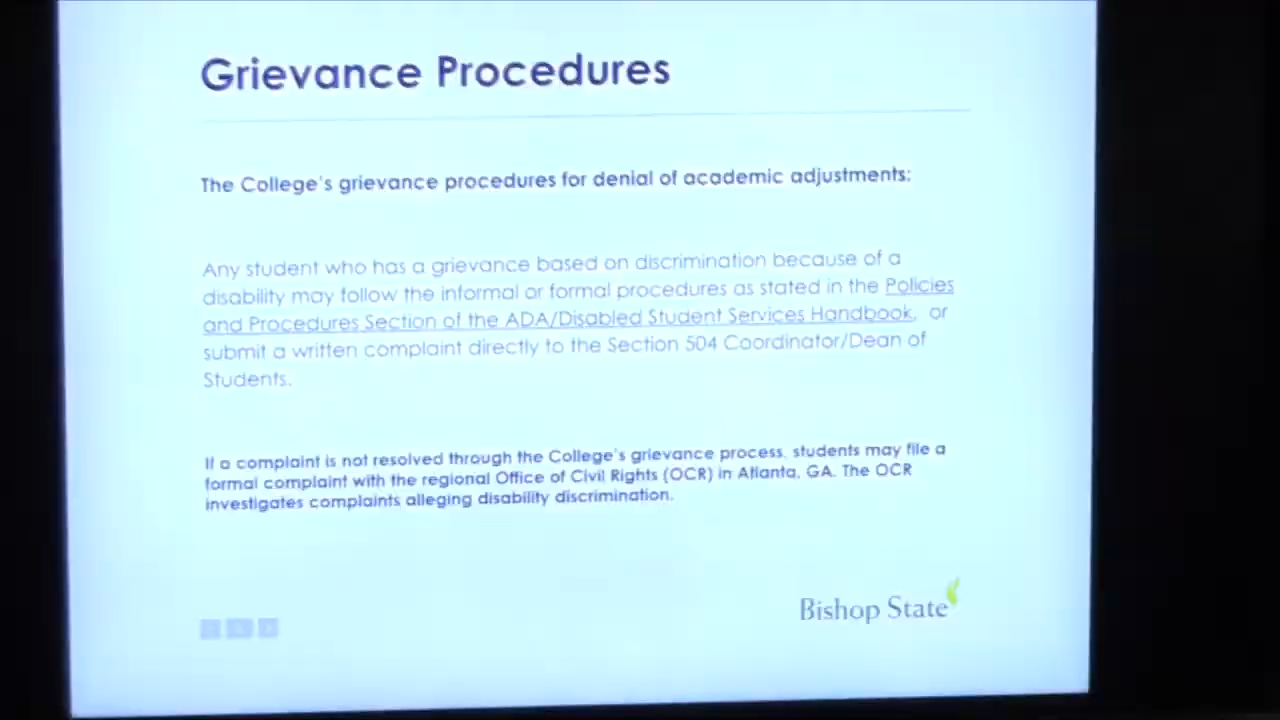 Grievance Procedures
The College's grievance procedures for denial of academic adjustments:
Any student who has a grievance based on discrimination because of a
disability may follow the informal or formal procedures as stated in the Policies
and Procedures Section of the ADA/Disabled Student Services Handbook, or
submit a written complaint directly to the Section 504 Coordinator/Dean of
Students.
If a complaint is not resolved through the College's grievance process, students may file a
formal complaint with the regional Office of Civil Rights (OCR) in Atlanta, GA. The OCR
investigates complaints alleging disability discrimination.
Bishop State